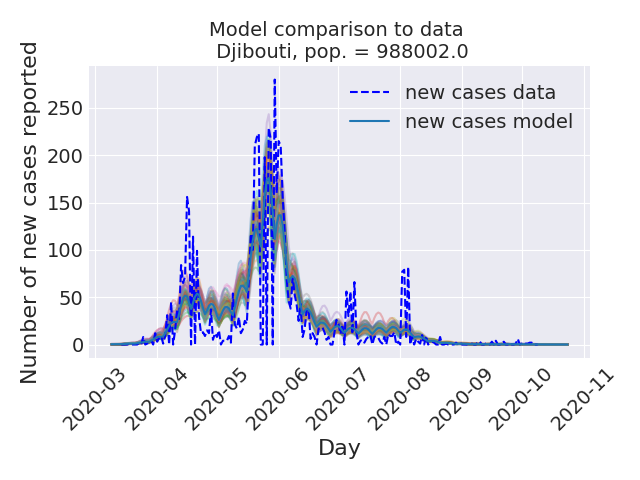 Model comparison to data
Djibouti, pop. = 988002.0
Number of new cases reported
250
200
150
100
50
0
new cases data
new cases model
2020-03
2020-04
2020-05
2020-06
2020-07
2020-08
2020-09
2020-10
2020-11
Day